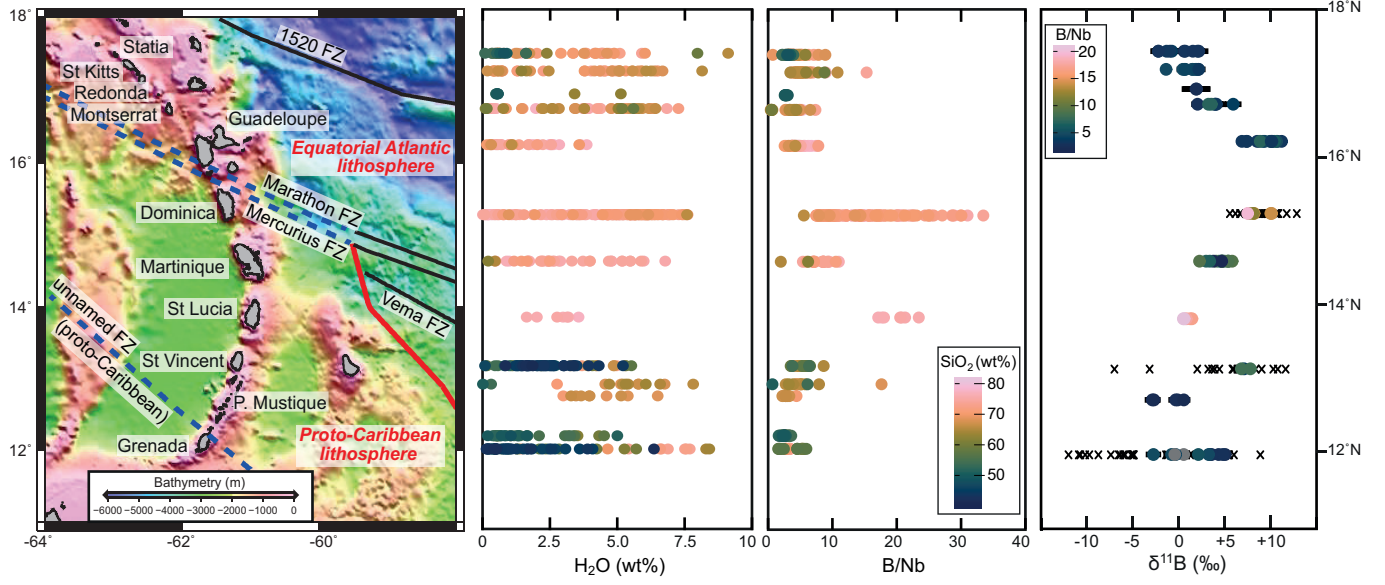 18°
16°
14°
12°
-64
-62
-60
Statia
St Kitts
Redonda
Montserrat
Guadeloupe
1520 FZ
Equatorial Atlantic
lithosphere
Marathon FZ
Mercurius FZ
Dominica
Martinique
Vema FZ
unnamed FZ
(proto-Caribbean)
St Lucia
St Vincent
P. Mustique
Grenada
Proto-Caribbean
lithosphere
Bathymetry (m)
−6000 −5000 −4000 −3000 −2000 −1000 0
0 2.5 5.0 7.5 10
H₂O (wt%)
SiO₂ (wt%)
80
70
60
50
0 10 20 30 40
B/Nb
B/Nb
20
15
10
5
-10 -5 0 +5 +10
δ¹¹B (‰)
18°N
16°N
14°N
12°N